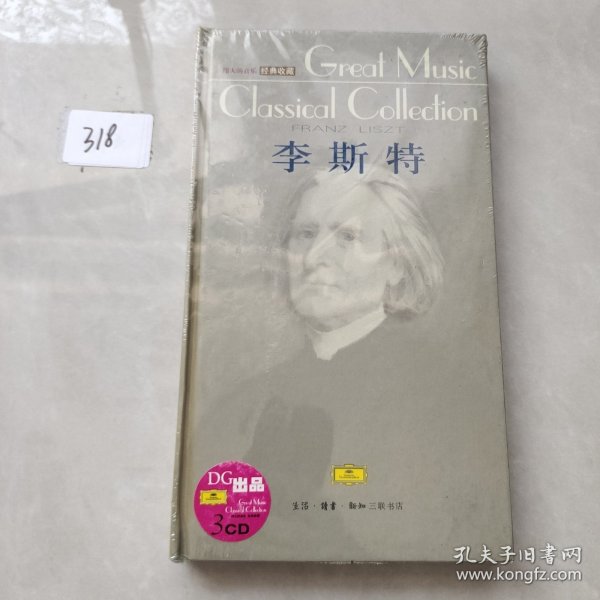 318
伟大的音乐 经典收藏 Great Music
Classical Collection
FRANZ LISZT
李斯特
DG出品
Great Music
Classical Collection
3CD
生活·读书·新知三联书店
孔夫子旧书网
www.kongfz.com